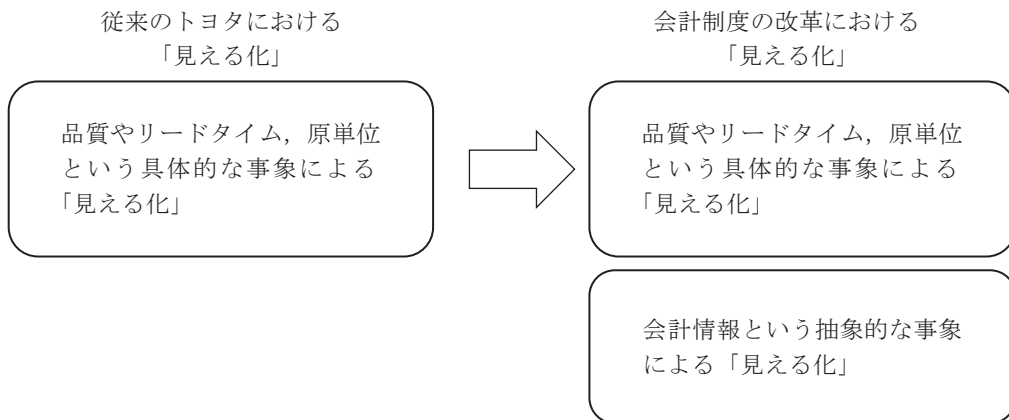 従来のトヨタにおける
「見える化」
品質やリードタイム，原単位
という具体的な事象による
「見える化」
会計制度の改革における
「見える化」
品質やリードタイム，原単位
という具体的な事象による
「見える化」
会計情報という抽象的な事象
による「見える化」